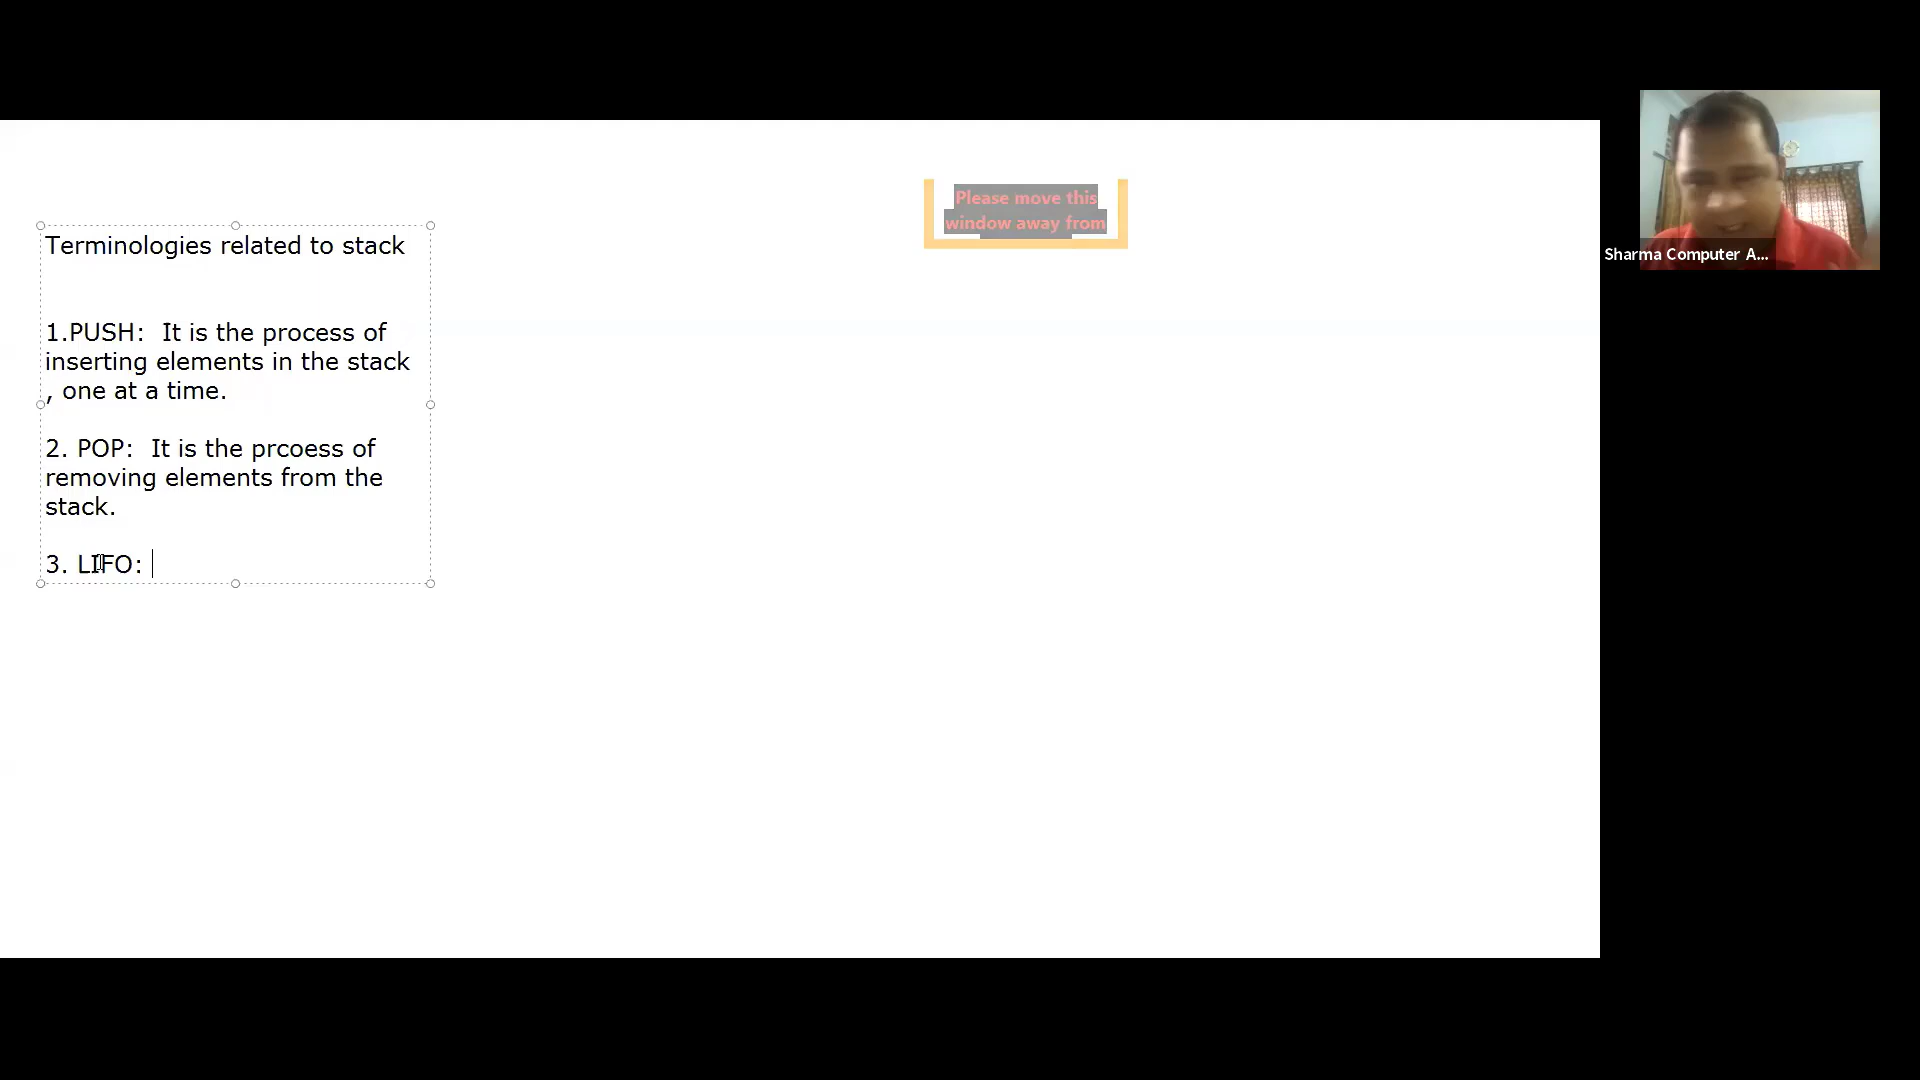 Please move this
window away from
Terminologies related to stack
1.PUSH:  It is the process of
inserting elements in the stack
, one at a time.
2. POP:  It is the prcoess of
removing elements from the
stack.
3. LIFO:
Sharma Computer A...